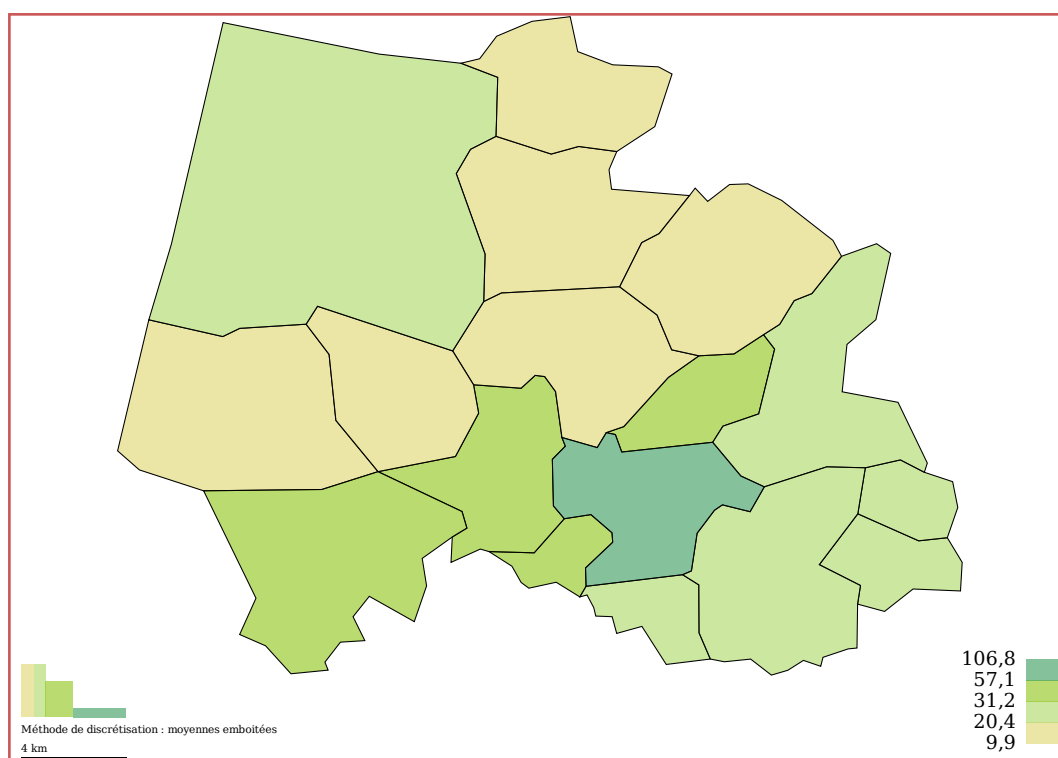 106,8
57,1
31,2
20,4
9,9
Méthode de discrétisation : moyennes emboitées
4 km